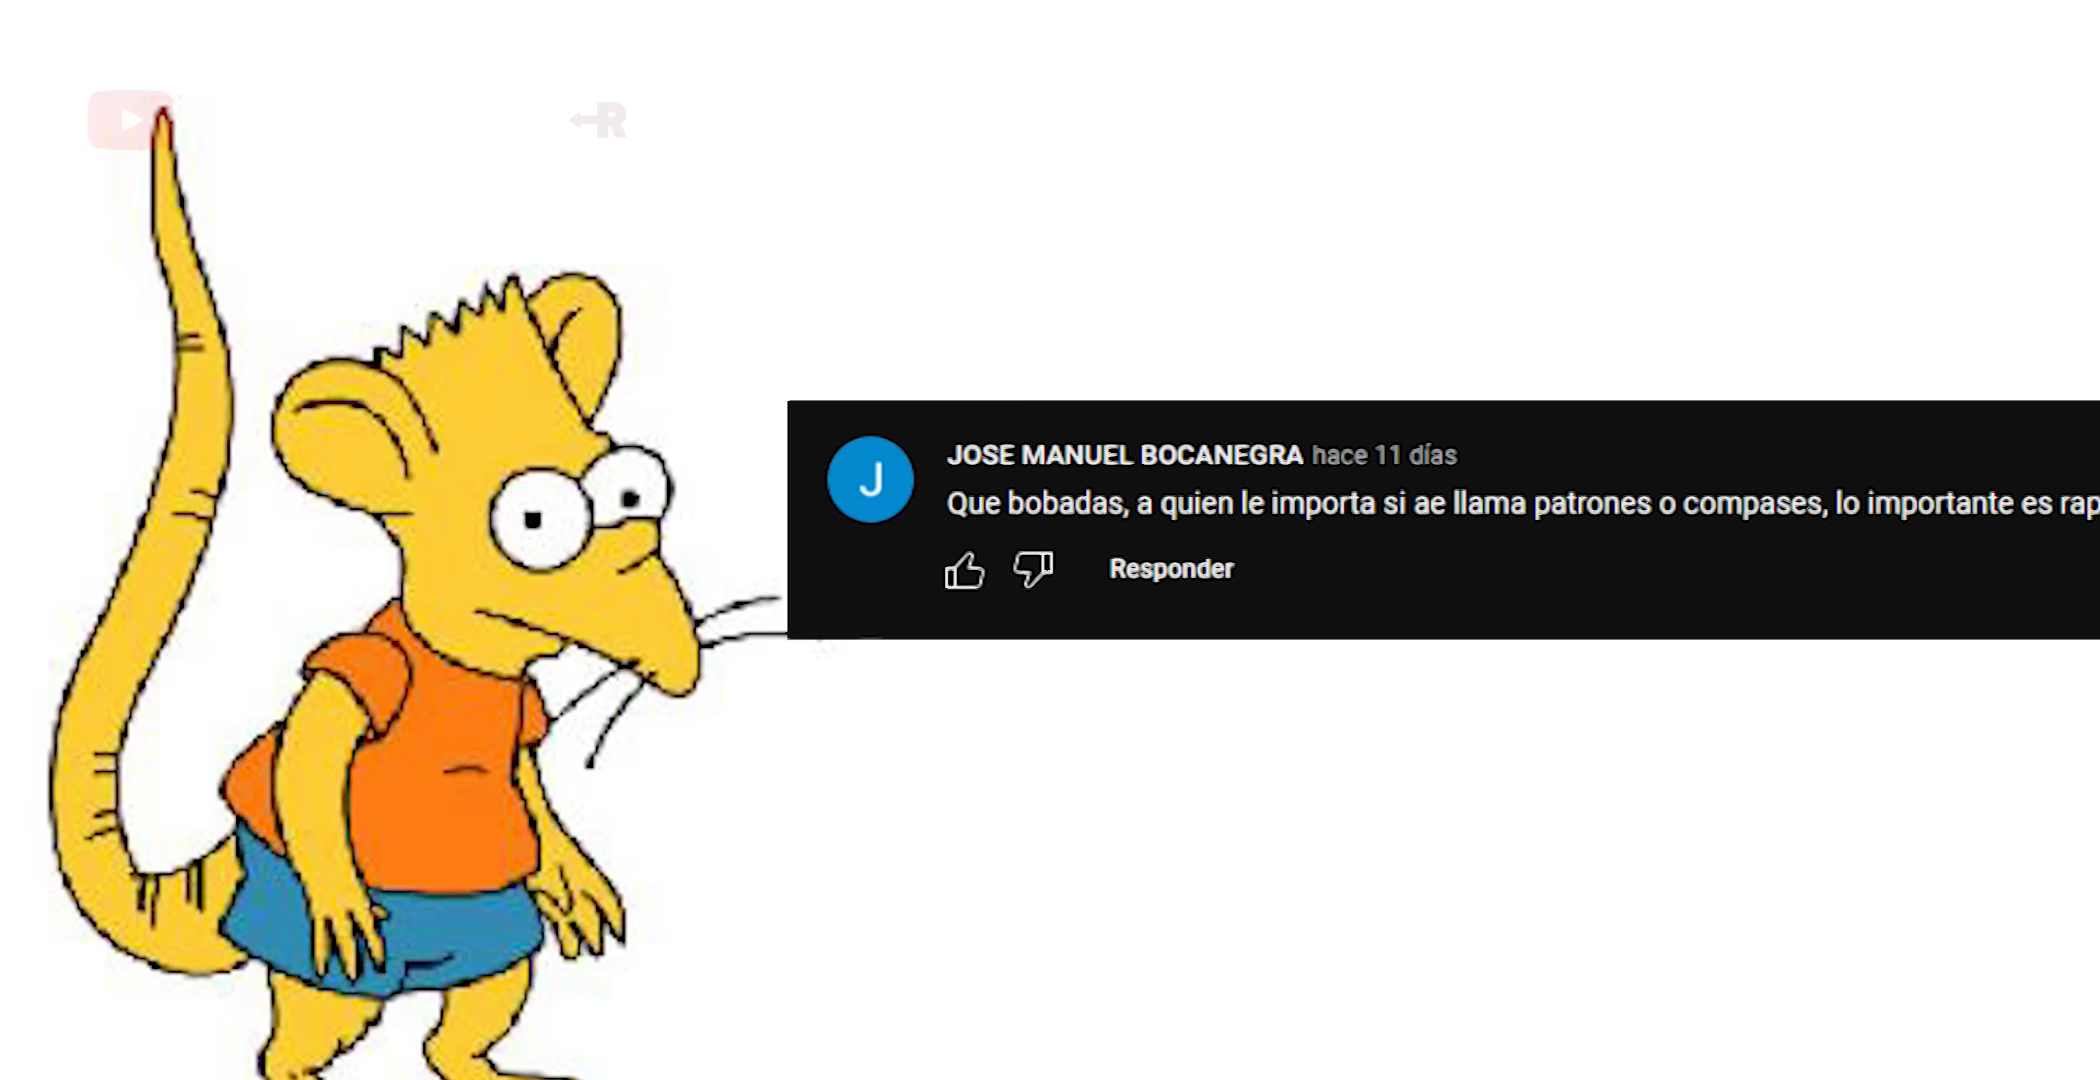 R
JOSE MANUEL BOCANEGRA hace 11 días
J
Que bobadas, a quien le importa si ae llama patrones o compases, lo importante es rap
Responder